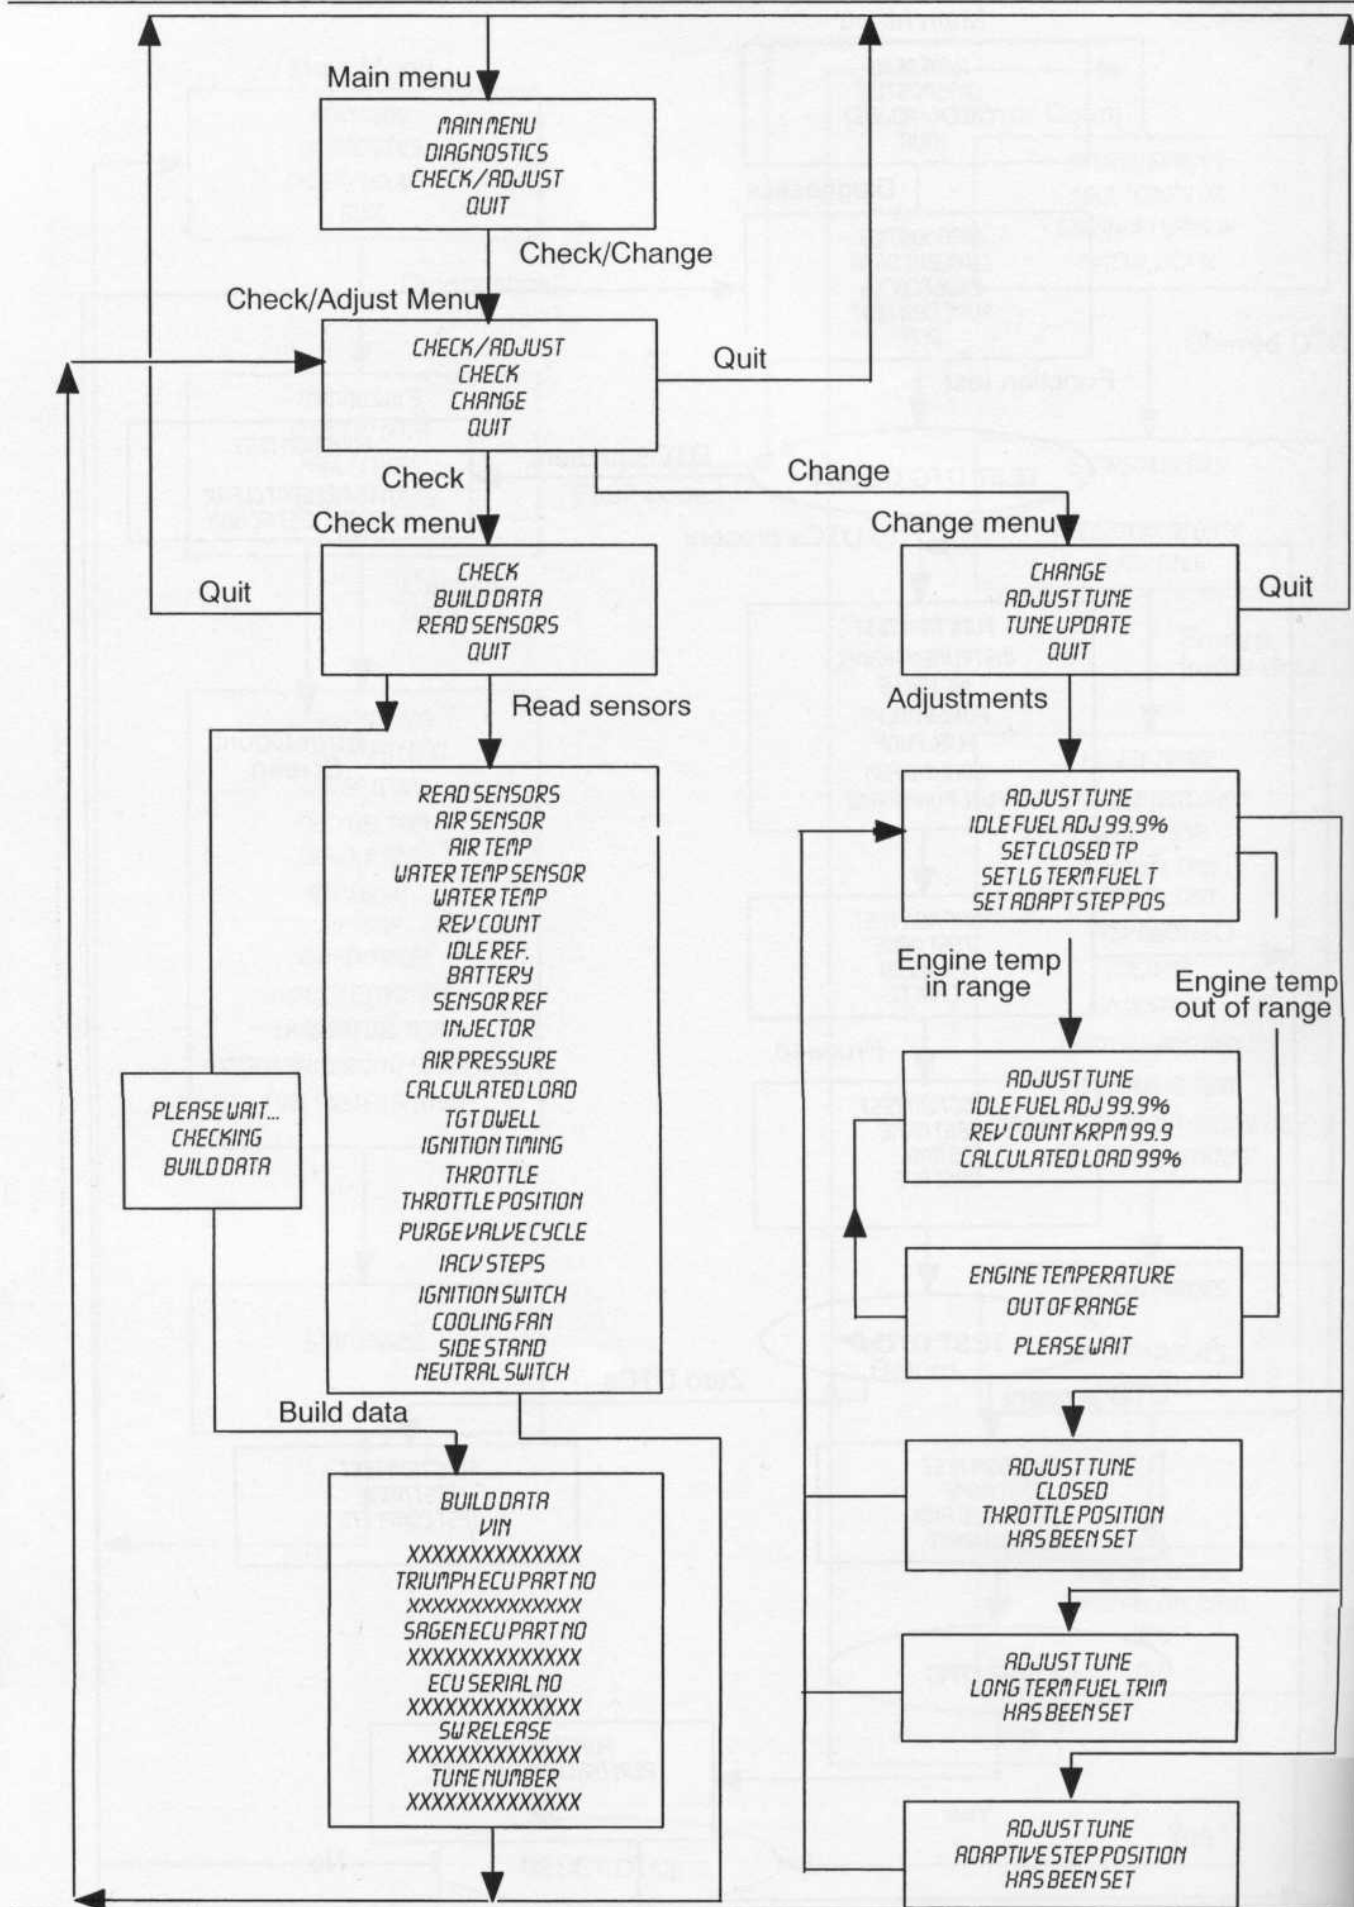 Main menu
MAIN MENU
DIAGNOSTICS
CHECK/ADJUST
QUIT
Check/Change
Check/Adjust Menu
CHECK/ADJUST
CHECK
CHANGE
QUIT
Quit
Check
Change
Check menu
CHECK
BUILD DATA
READ SENSORS
QUIT
Quit
Change menu
CHANGE
ADJUST TUNE
TUNE UPDATE
QUIT
Quit
Read sensors
READ SENSORS
AIR SENSOR
AIR TEMP
WATER TEMP SENSOR
WATER TEMP
REV COUNT
IDLE REF.
BATTERY
SENSOR REF
INJECTOR
AIR PRESSURE
CALCULATED LOAD
TGT DWELL
IGNITION TIMING
THROTTLE
THROTTLE POSITION
PURGE VALVE CYCLE
IACV STEPS
IGNITION SWITCH
COOLING FAN
SIDE STAND
NEUTRAL SWITCH
PLEASE WAIT...
CHECKING
BUILD DATA
Build data
BUILD DATA
VIN
XXXXXXXXXXXXXX
TRIUMPH ECU PART NO
XXXXXXXXXXXXXX
SAGEN ECU PART NO
XXXXXXXXXXXXXX
ECU SERIAL NO
XXXXXXXXXXXXXX
SW RELEASE
XXXXXXXXXXXXXX
TUNE NUMBER
XXXXXXXXXXXXXX
Adjustments
ADJUST TUNE
IDLE FUEL ADJ 99.9%
SET CLOSED TP
SET LG TERM FUEL T
SET ADAPT STEP POS
Engine temp
in range
Engine temp
out of range
ADJUST TUNE
IDLE FUEL ADJ 99.9%
REV COUNT KRPM 99.9
CALCULATED LOAD 99%
ENGINE TEMPERATURE
OUT OF RANGE
PLEASE WAIT
ADJUST TUNE
CLOSED
THROTTLE POSITION
HAS BEEN SET
ADJUST TUNE
LONG TERM FUEL TRIM
HAS BEEN SET
ADJUST TUNE
ADAPTIVE STEP POSITION
HAS BEEN SET